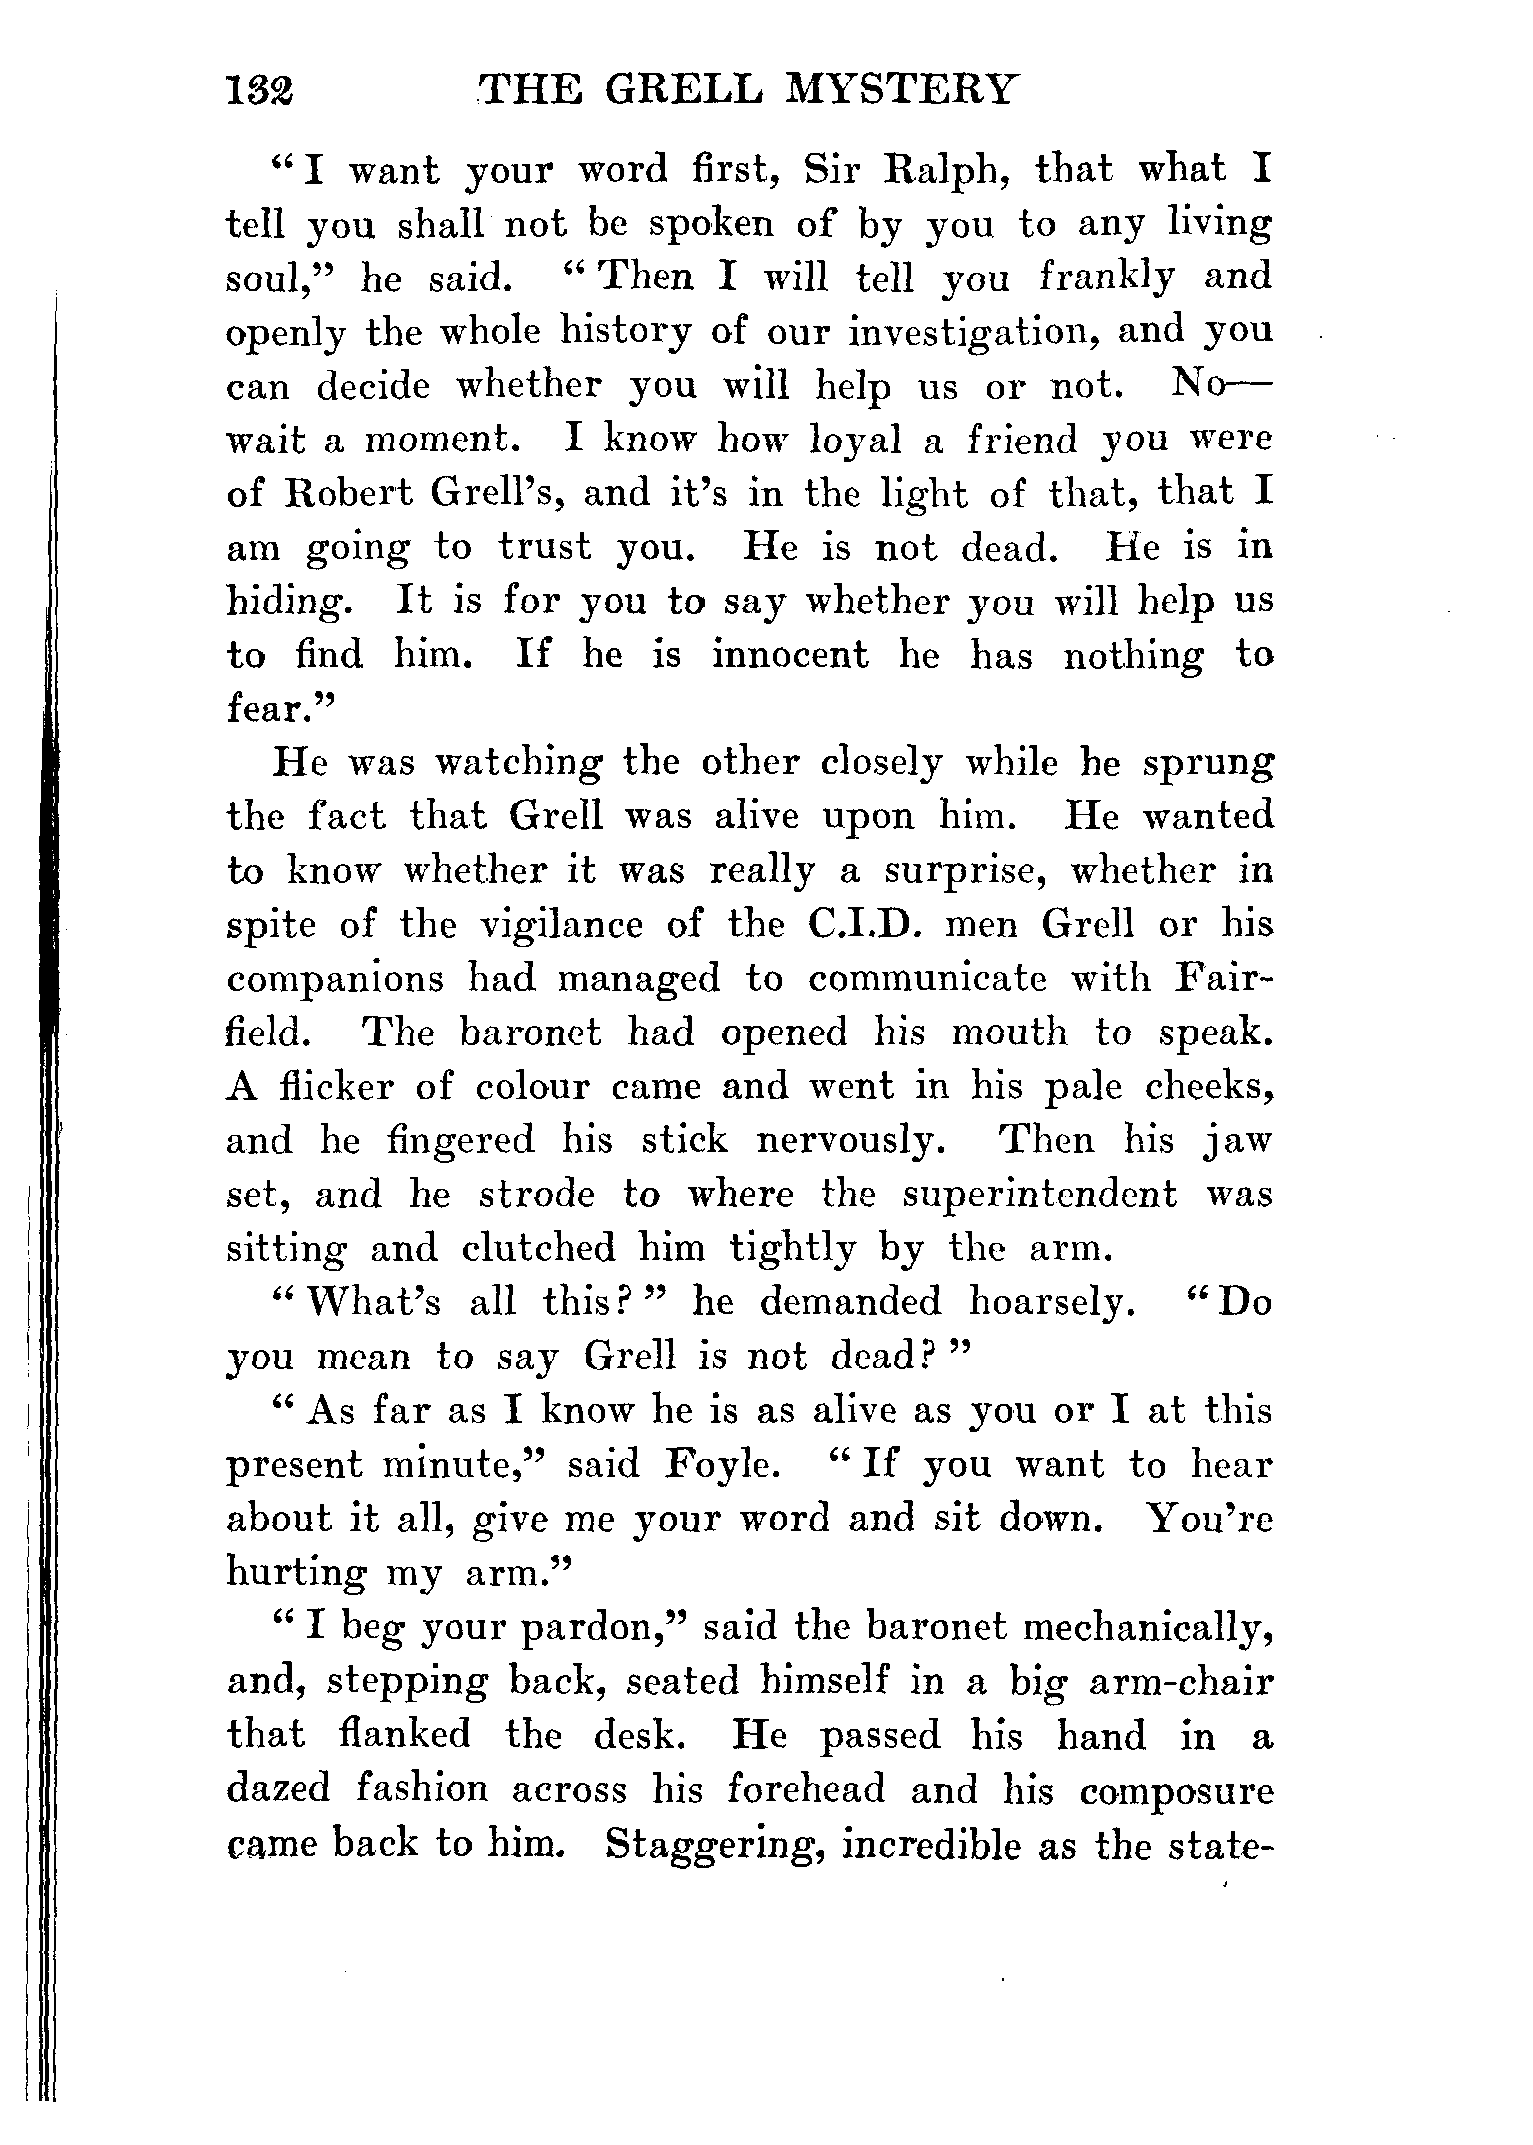 132 THE GRELL MYSTERY
“I want your word first, Sir Ralph, that what I
tell you shall not be spoken of by you to any living
soul,” he said. “Then I will tell you frankly and
openly the whole history of our investigation, and you
can decide whether you will help us or not. No—
wait a moment. I know how loyal a friend you were
of Robert Grell’s, and it’s in the light of that, that I
am going to trust you. He is not dead. He is in
hiding. It is for you to say whether you will help us
to find him. If he is innocent he has nothing to
fear.”
He was watching the other closely while he sprung
the fact that Grell was alive upon him. He wanted
to know whether it was really a surprise, whether in
spite of the vigilance of the C.I.D. men Grell or his
companions had managed to communicate with Fair-
field. The baronet had opened his mouth to speak.
A flicker of colour came and went in his pale cheeks,
and he fingered his stick nervously. Then his jaw
set, and he strode to where the superintendent was
sitting and clutched him tightly by the arm.
“What’s all this?” he demanded hoarsely. “Do
you mean to say Grell is not dead?”
“As far as I know he is as alive as you or I at this
present minute,” said Foyle. “If you want to hear
about it all, give me your word and sit down. You’re
hurting my arm.”
“I beg your pardon,” said the baronet mechanically,
and, stepping back, seated himself in a big arm-chair
that flanked the desk. He passed his hand in a
dazed fashion across his forehead and his composure
came back to him. Staggering, incredible as the state-